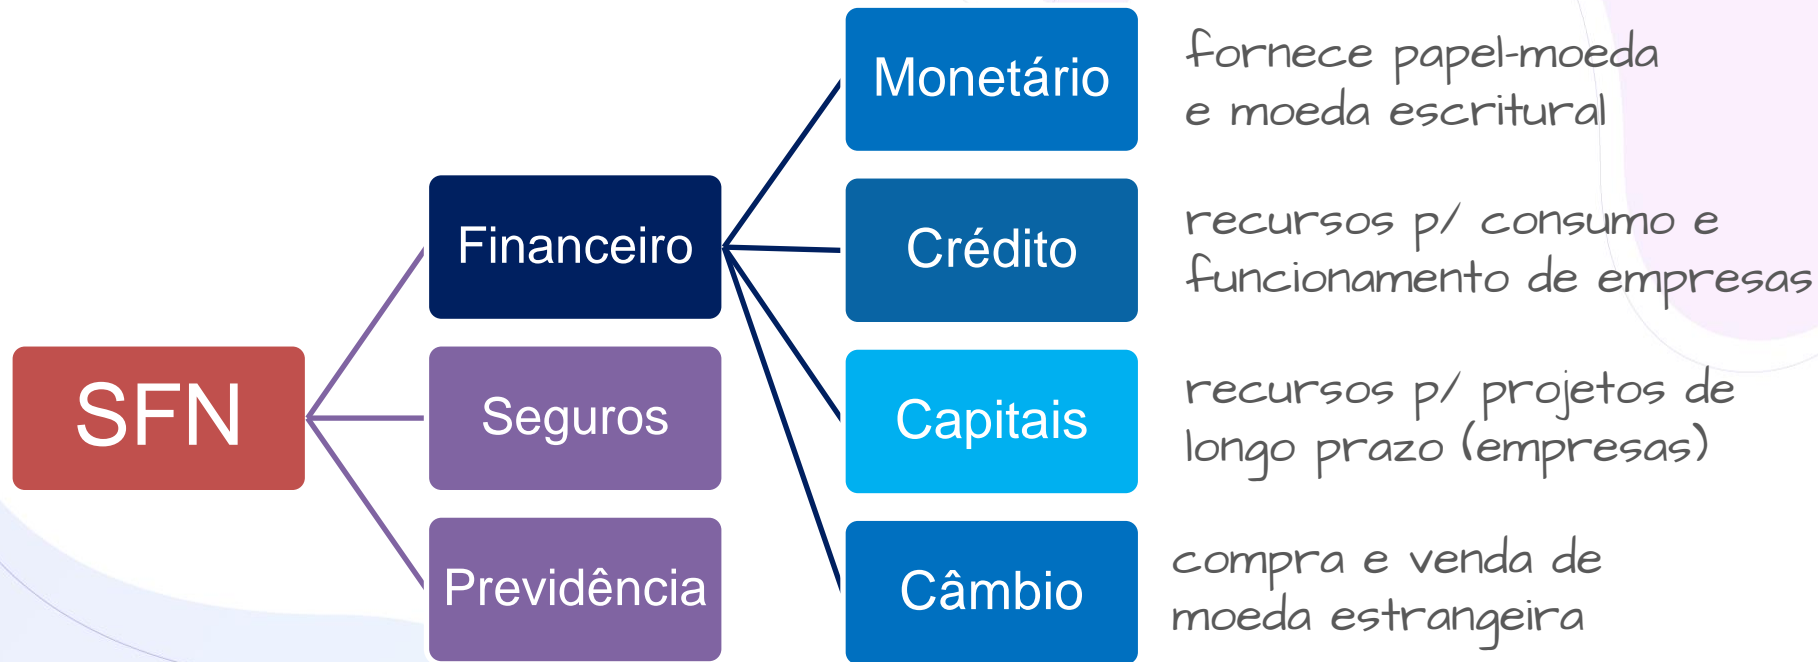 SFN
Financeiro
Seguros
Previdência
Monetário
fornece papel-moeda
e moeda escritural
Crédito
recursos p/ consumo e
funcionamento de empresas
Capitais
recursos p/ projetos de
longo prazo (empresas)
Câmbio
compra e venda de
moeda estrangeira